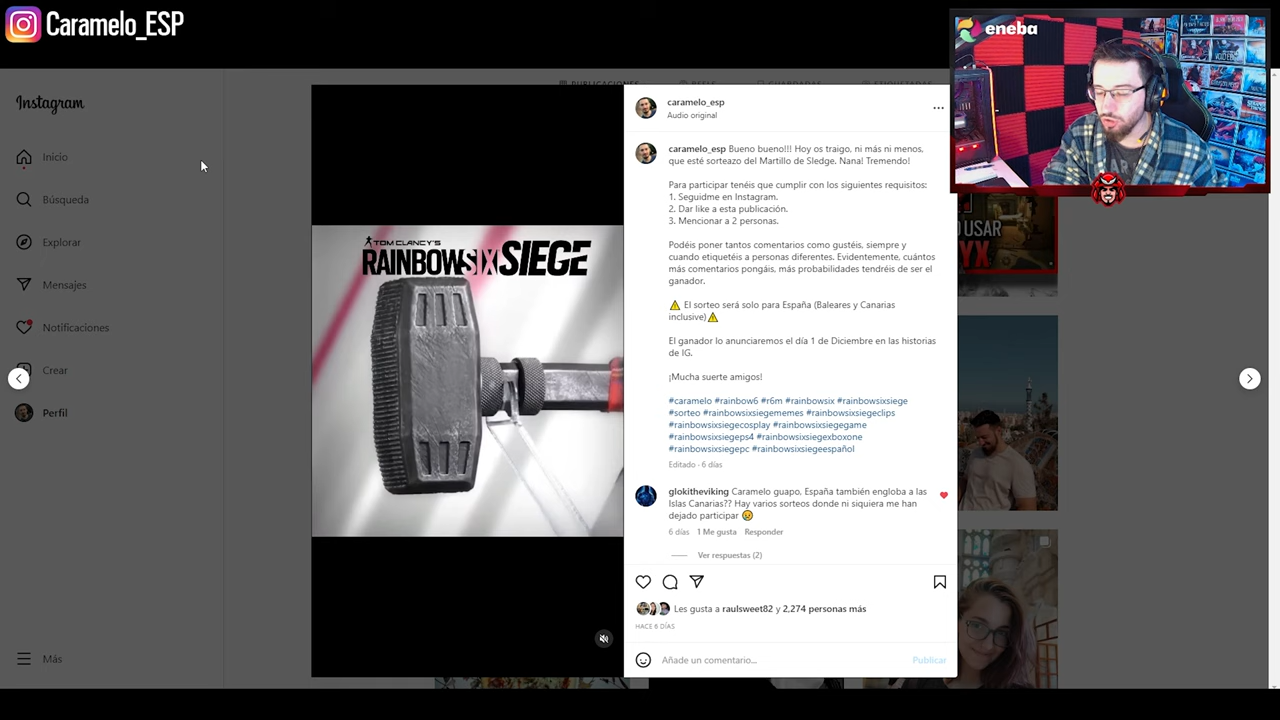 Caramelo_ESP
eneba
Instagram
Inicio
Búsqueda
Explorar
Mensajes
Notificaciones
Crear
Perfil
Más
PUBLICACIONES
REELS
GUARDADAS
ETIQUETADAS
TOM CLANCY'S
RAINBOWSIX SIEGE
caramelo_esp
Audio original
caramelo_esp Bueno bueno!!! Hoy os traigo, ni más ni menos,
que esté sorteazo del Martillo de Sledge. Nana! Tremendo!
Para participar tenéis que cumplir con los siguientes requisitos:
1. Seguidme en Instagram.
2. Dar like a esta publicación.
3. Mencionar a 2 personas.
Podéis poner tantos comentarios como gustéis, siempre y
cuando etiquetéis a personas diferentes. Evidentemente, cuántos
más comentarios pongáis, más probabilidades tendréis de ser el
ganador.
⚠️ El sorteo será solo para España (Baleares y Canarias
inclusive)⚠️
El ganador lo anunciaremos el día 1 de Diciembre en las historias
de IG.
¡Mucha suerte amigos!
#caramelo #rainbow6 #r6m #rainbowsix #rainbowsixsiege
#sorteo #rainbowsixsiegememes #rainbowsixsiegeclips
#rainbowsixsiegecosplay #rainbowsixsiegegame
#rainbowsixsiegeps4 #rainbowsixsiegexboxone
#rainbowsixsiegepc #rainbowsixsiegeespañol
Editado · 6 días
glokitheviking Caramelo guapo, España también engloba a las
Islas Canarias?? Hay varios sorteos donde ni siquiera me han
dejado participar
6 días 1 Me gusta Responder
Ver respuestas (2)
Les gusta a raulsweet82 y 2,274 personas más
HACE 6 DÍAS
Añade un comentario...
Publicar
USAR